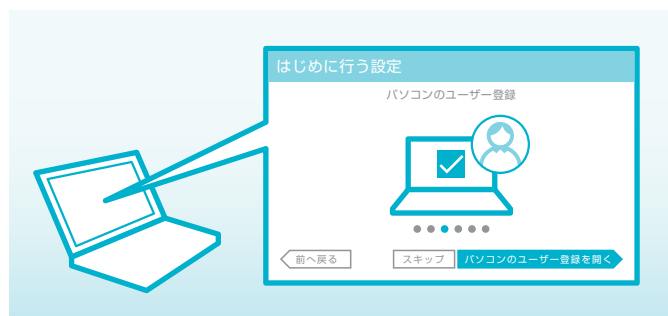 はじめに行う設定
パソコンのユーザー登録
前へ戻る
スキップ
パソコンのユーザー登録を開く